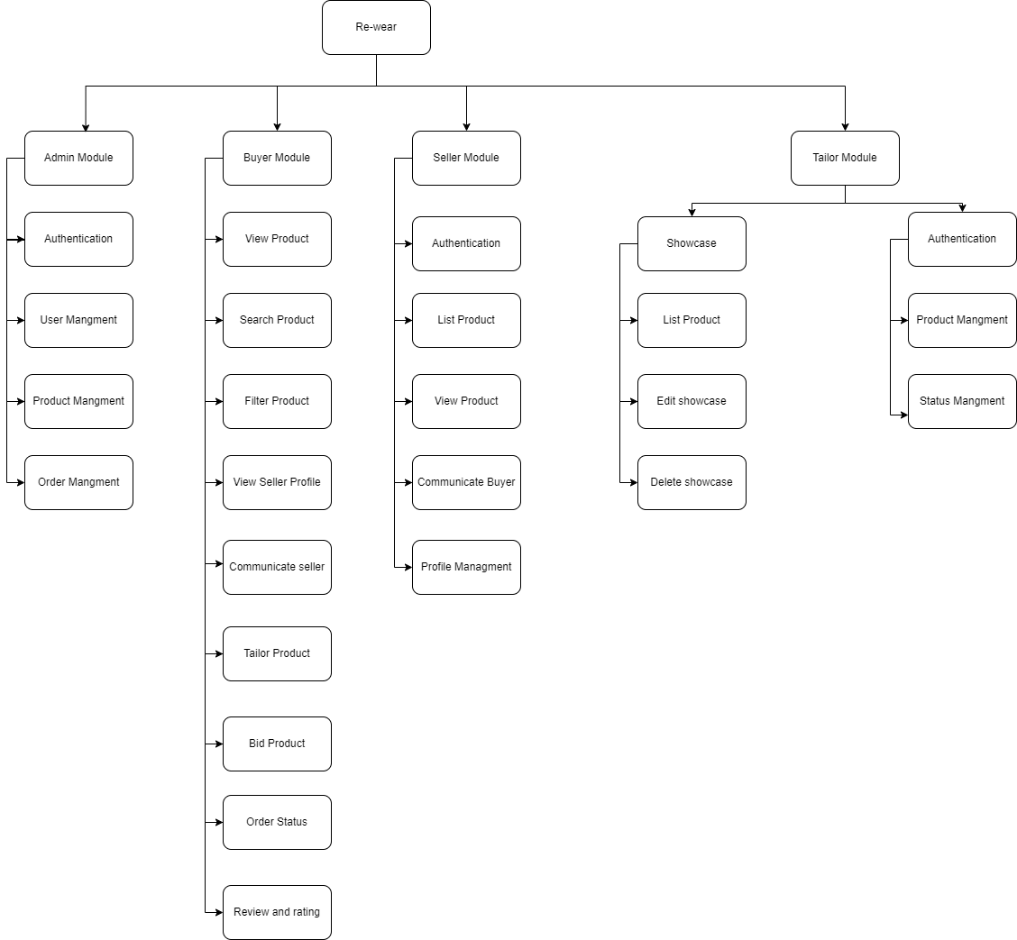 Re-wear
Admin Module
Buyer Module
Seller Module
Tailor Module
Authentication
User Mangment
Product Mangment
Order Mangment
View Product
Search Product
Filter Product
View Seller Profile
Communicate seller
Tailor Product
Bid Product
Order Status
Review and rating
Authentication
List Product
View Product
Communicate Buyer
Profile Managment
Showcase
List Product
Edit showcase
Delete showcase
Authentication
Product Mangment
Status Mangment